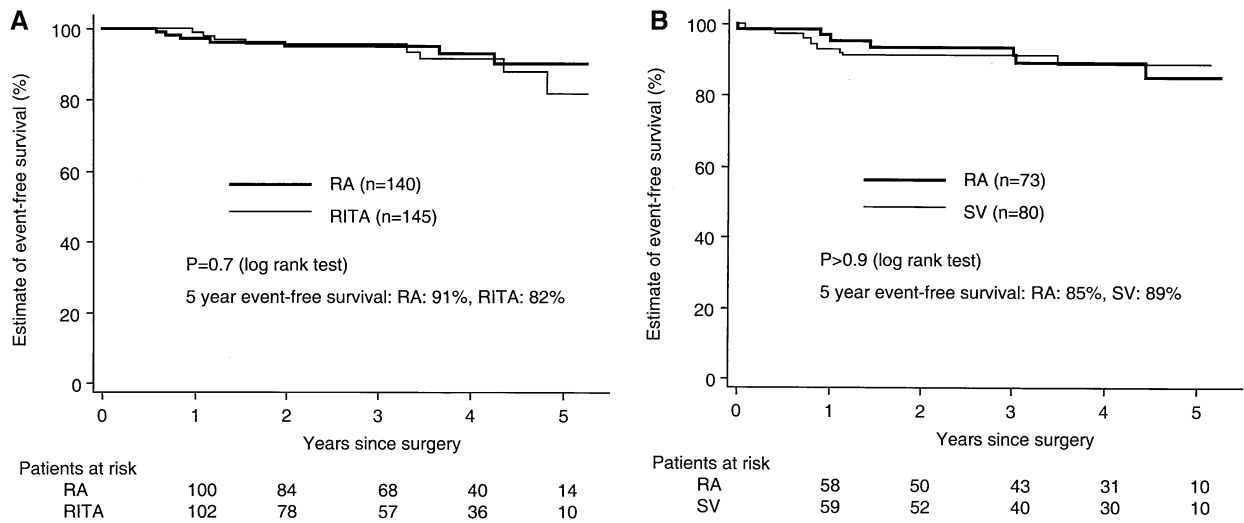 A
Estimate of event-free survival (%)
100
80
60
40
20
0
RA (n=140)
RITA (n=145)
P=0.7 (log rank test)
5 year event-free survival: RA: 91%, RITA: 82%
0 1 2 3 4 5
Years since surgery
Patients at risk
RA 100 84 68 40 14
RITA 102 78 57 36 10
B
Estimate of event-free survival (%)
100
80
60
40
20
0
RA (n=73)
SV (n=80)
P>0.9 (log rank test)
5 year event-free survival: RA: 85%, SV: 89%
0 1 2 3 4 5
Years since surgery
Patients at risk
RA 58 50 43 31 10
SV 59 52 40 30 10